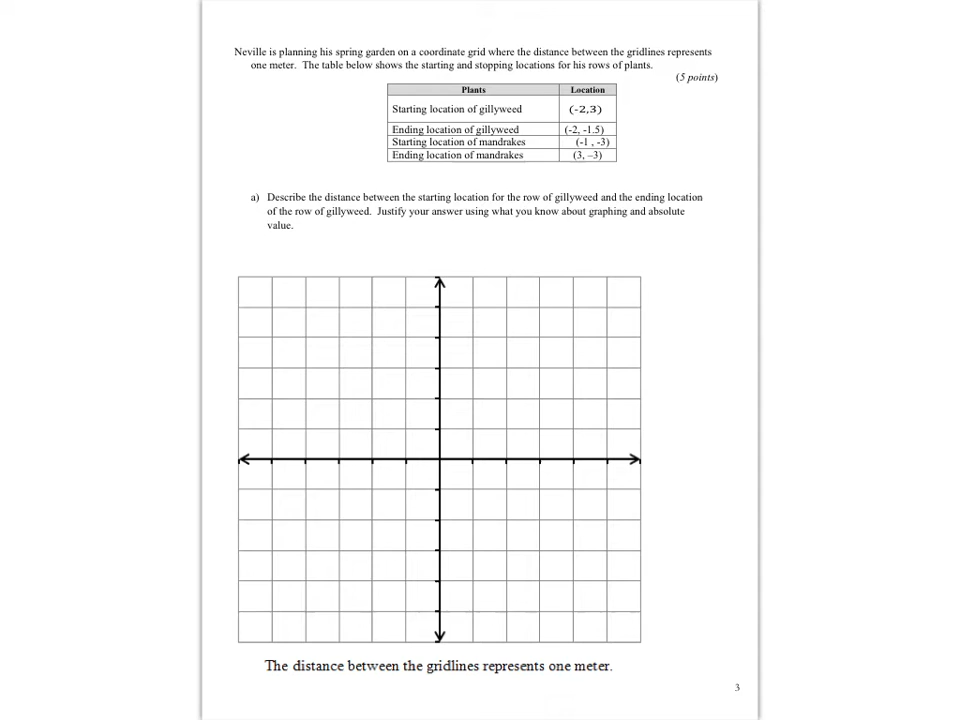 Neville is planning his spring garden on a coordinate grid where the distance between the gridlines represents
one meter. The table below shows the starting and stopping locations for his rows of plants.
(5 points)
Plants Location
Starting location of gillyweed (-2,3)
Ending location of gillyweed (-2, -1.5)
Starting location of mandrakes (-1 , -3)
Ending location of mandrakes (3, –3)
a) Describe the distance between the starting location for the row of gillyweed and the ending location
of the row of gillyweed. Justify your answer using what you know about graphing and absolute
value.
The distance between the gridlines represents one meter.
3